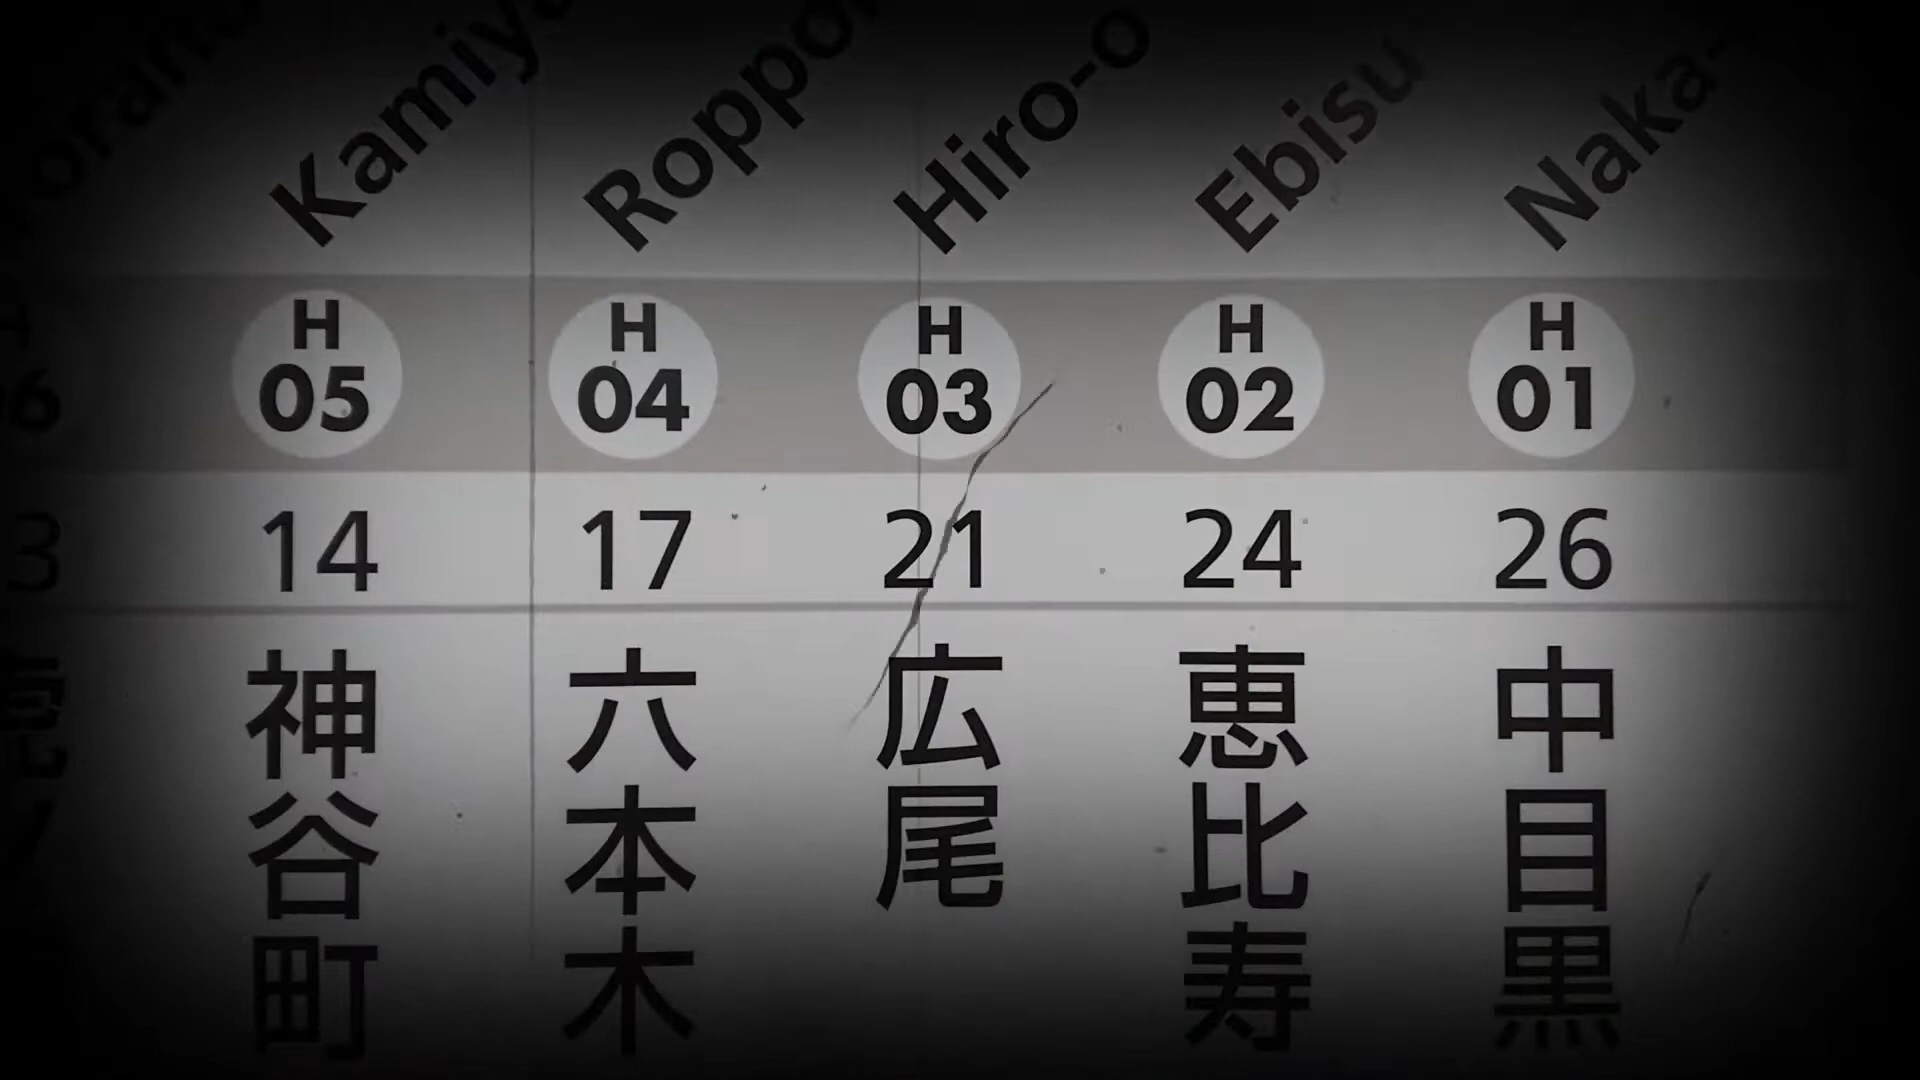 Kamiya
Roppo
Hiro-o
Ebisu
Naka-
H 05
H 04
H 03
H 02
H 01
14
17
21
24
26
神谷町
六本木
広尾
恵比寿
中目黒